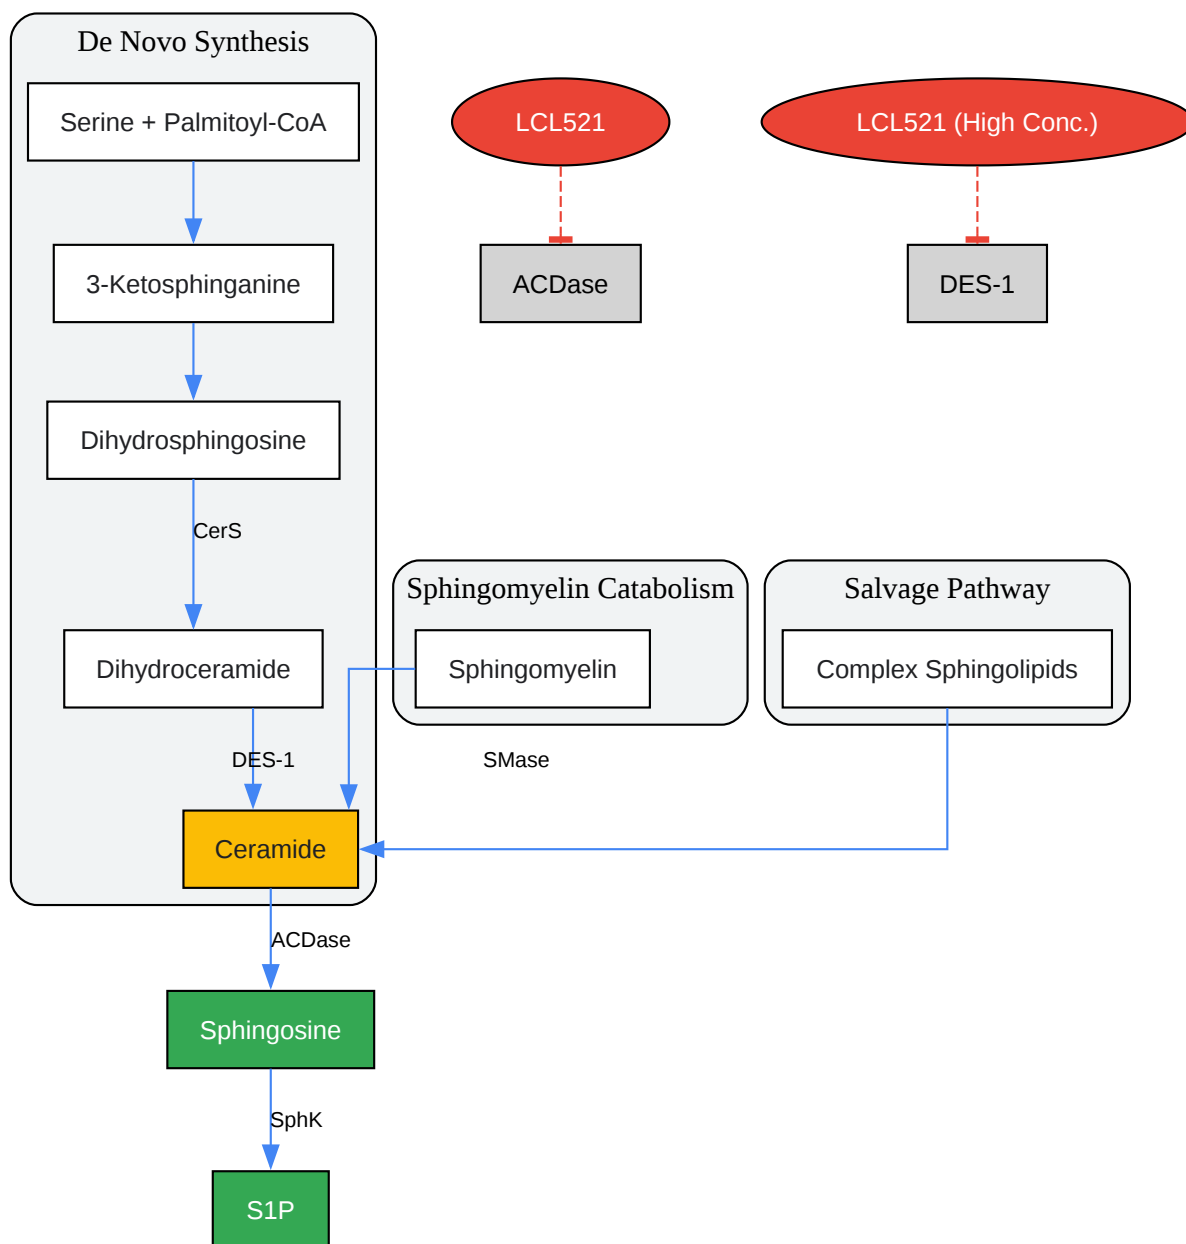 De Novo Synthesis
Serine + Palmitoyl-CoA
LCL521
LCL521 (High Conc.)
3-Ketosphinganine
ACDase
DES-1
Dihydrosphingosine
CerS
Sphingomyelin Catabolism
Salvage Pathway
Dihydroceramide
Sphingomyelin
Complex Sphingolipids
DES-1
SMase
Ceramide
ACDase
Sphingosine
SphK
S1P